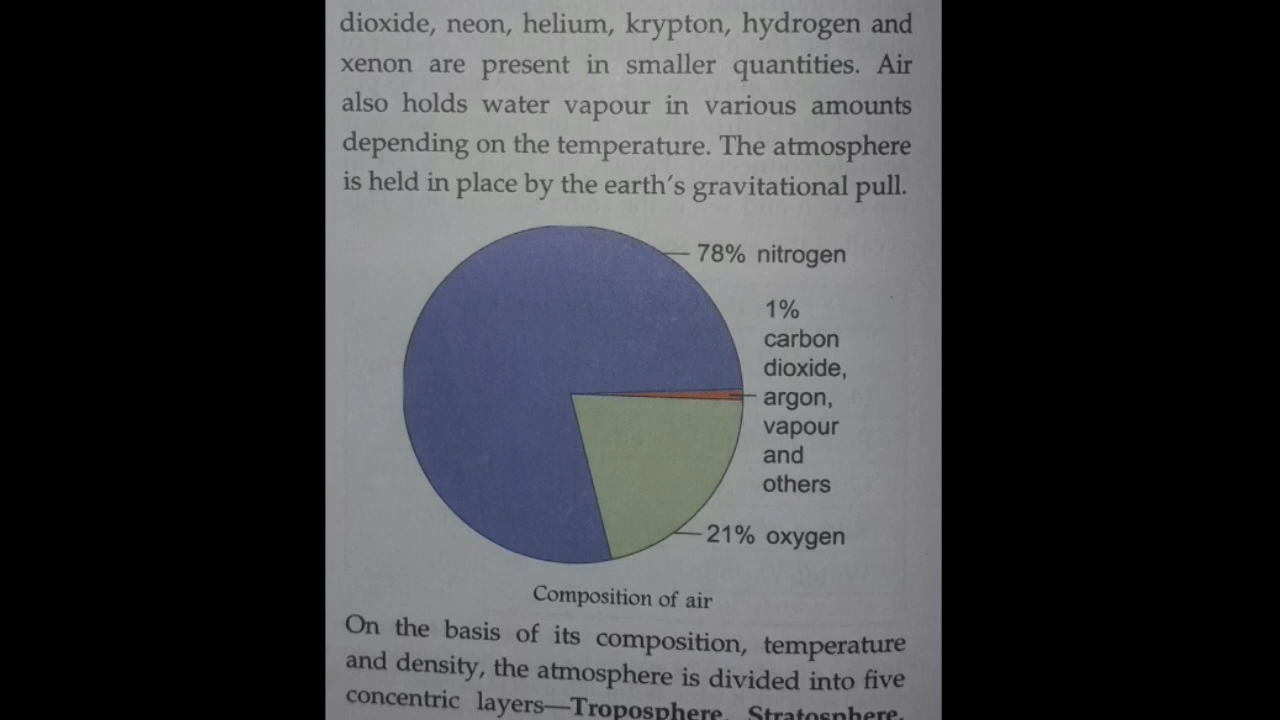 dioxide, neon, helium, krypton, hydrogen and
xenon are present in smaller quantities. Air
also holds water vapour in various amounts
depending on the temperature. The atmosphere
is held in place by the earth's gravitational pull.
78% nitrogen
1%
carbon
dioxide,
argon,
vapour
and
others
21% oxygen
Composition of air
On the basis of its composition, temperature
and density, the atmosphere is divided into five
concentric layers—Troposphere, Stratosphere,